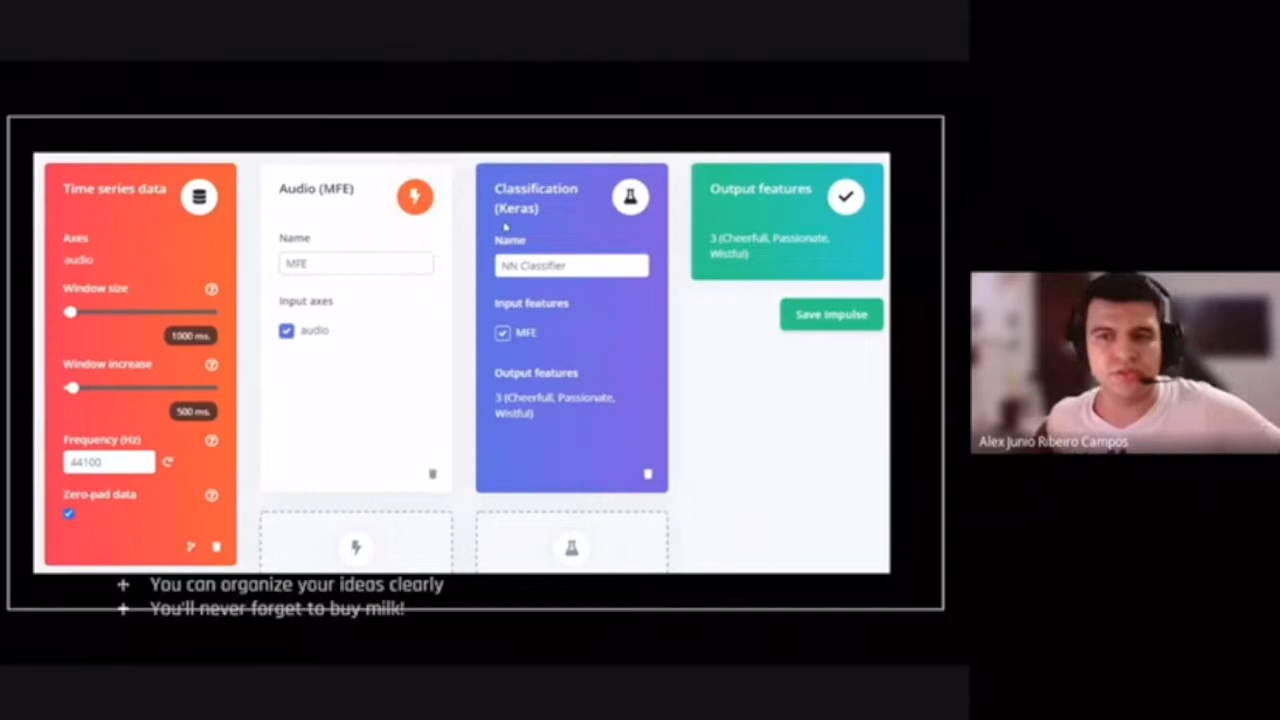 Time series data
Axes
audio
Window size
1000 ms.
Window increase
500 ms.
Frequency (Hz)
44100
Zero-pad data
Audio (MFE)
Name
MFE
Input axes
audio
Classification
(Keras)
Name
NN Classifier
Input features
MFE
Output features
3 (Cheerfull, Passionate,
Wistful)
Output features
3 (Cheerfull, Passionate,
Wistful)
Save Impulse
+ You can organize your ideas clearly
+ You'll never forget to buy milk!
Alex Junio Ribeiro Campos